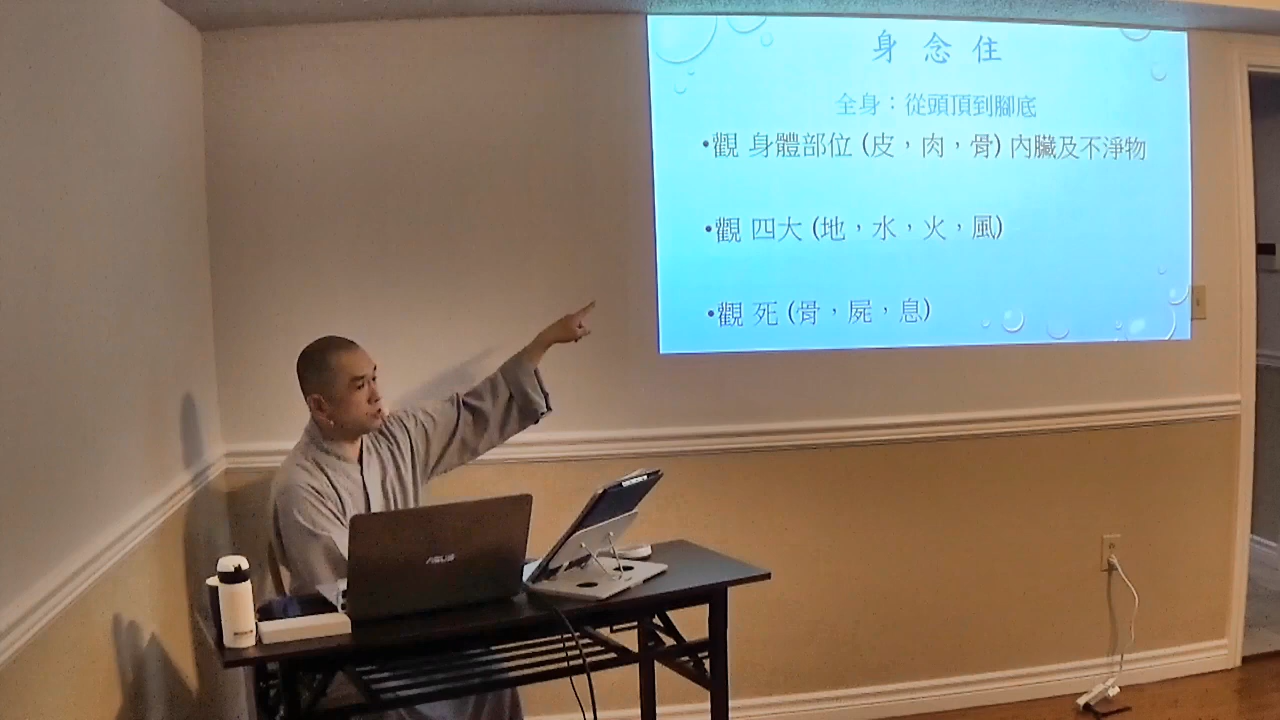 身 念 住
全身：從頭頂到腳底
•觀 身體部位 (皮，肉，骨) 內臟及不淨物
•觀 四大 (地，水，火，風)
•觀 死 (骨，屍，息)
ASUS